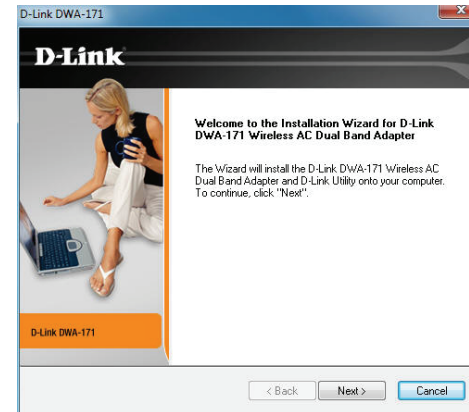 D-Link DWA-171
D-Link
Welcome to the Installation Wizard for D-Link
DWA-171 Wireless AC Dual Band Adapter
The Wizard will install the D-Link DWA-171 Wireless AC
Dual Band Adapter and D-Link Utility onto your computer.
To continue, click "Next".
D-Link DWA-171
< Back
Next >
Cancel